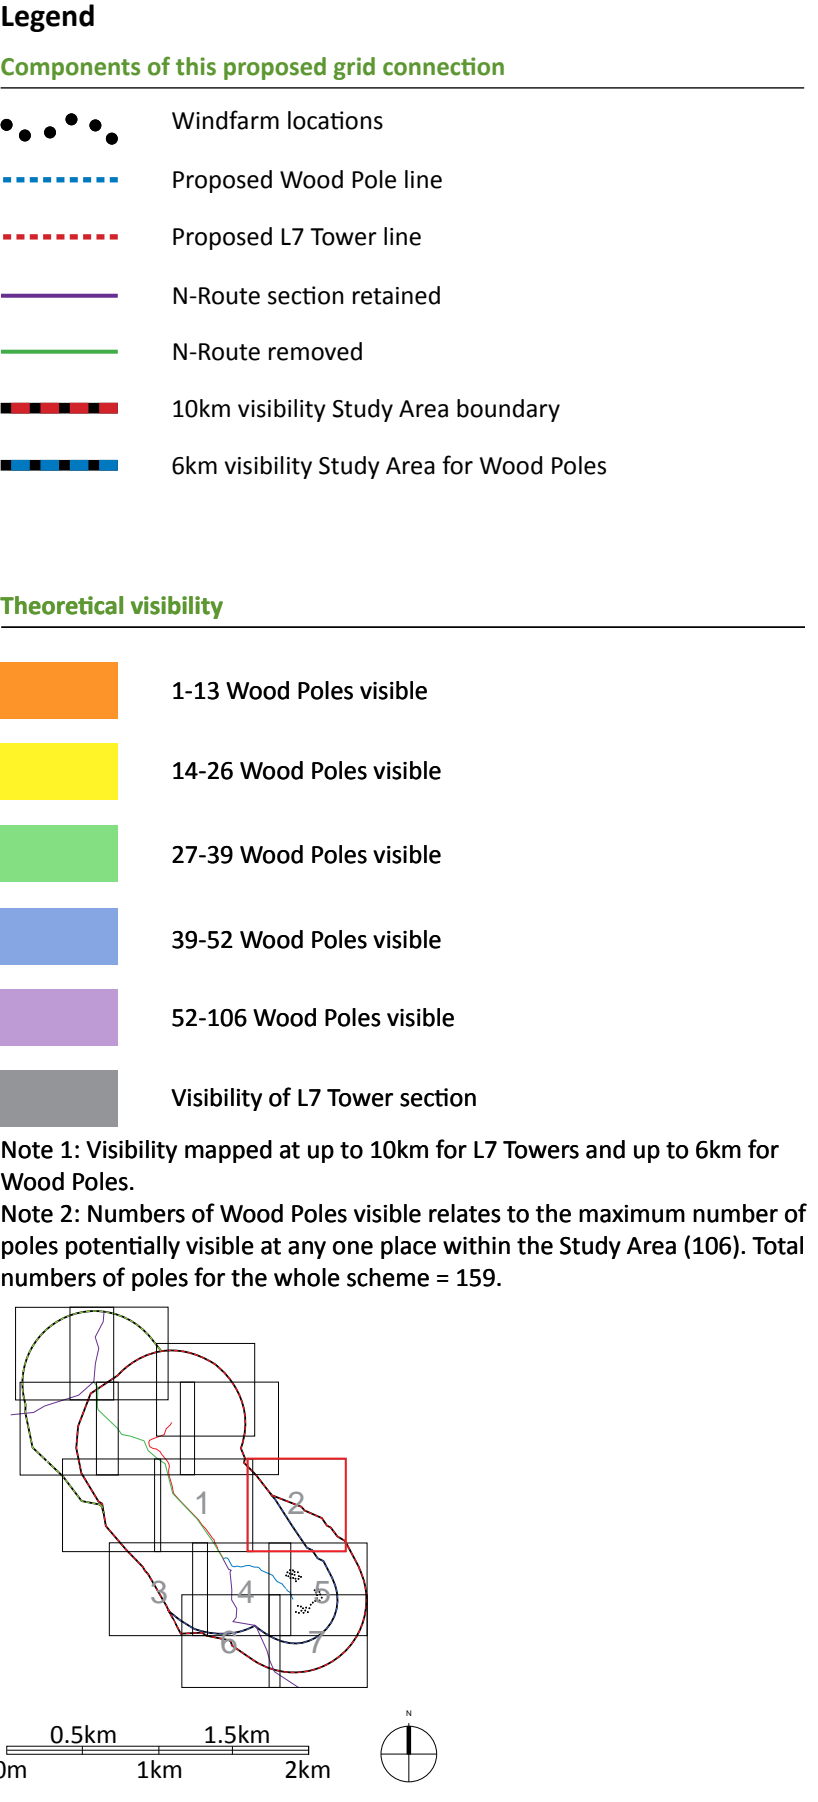 Legend
Components of this proposed grid connection
Windfarm locations
Proposed Wood Pole line
Proposed L7 Tower line
N-Route section retained
N-Route removed
10km visibility Study Area boundary
6km visibility Study Area for Wood Poles
Theoretical visibility
1-13 Wood Poles visible
14-26 Wood Poles visible
27-39 Wood Poles visible
39-52 Wood Poles visible
52-106 Wood Poles visible
Visibility of L7 Tower section
Note 1: Visibility mapped at up to 10km for L7 Towers and up to 6km for
Wood Poles.
Note 2: Numbers of Wood Poles visible relates to the maximum number of
poles potentially visible at any one place within the Study Area (106). Total
numbers of poles for the whole scheme = 159.
1 2
3 4 5
6 7
0.5km 1.5km
0m 1km 2km
N